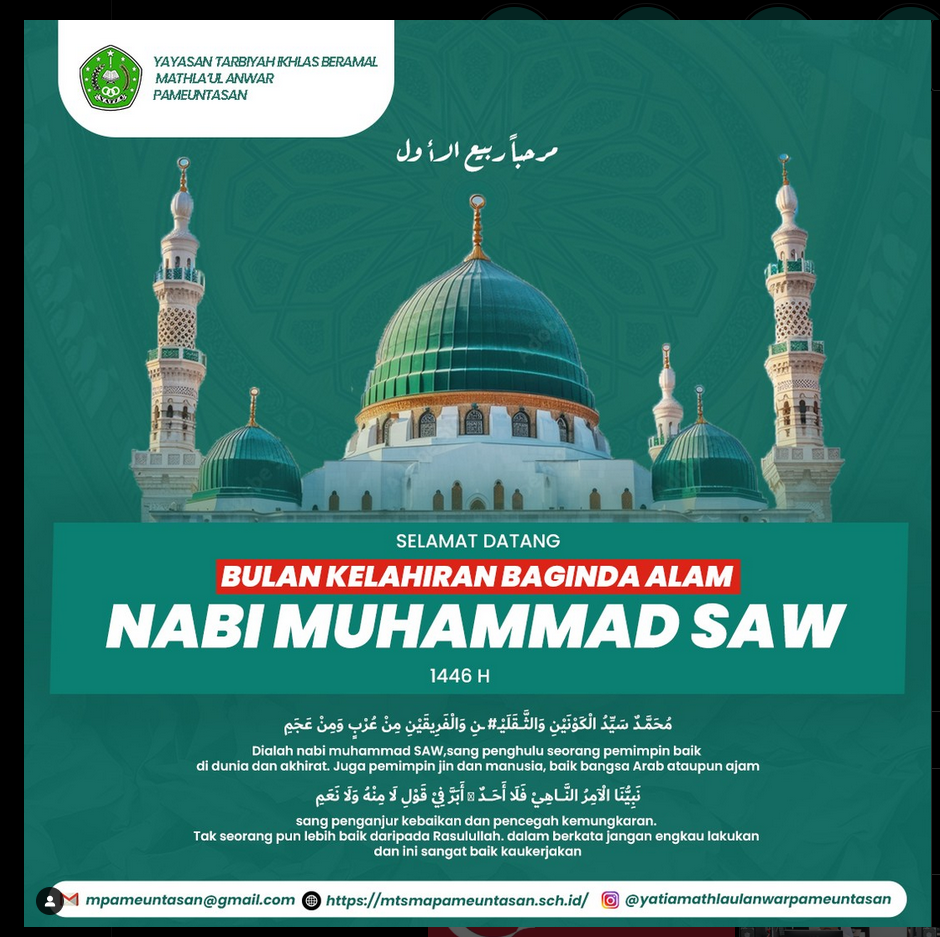 YAYASAN TARBIYAH IKHLAS BERAMAL
MATHLA'UL ANWAR
PAMEUNTASAN
مرحباً ربيع الأول
SELAMAT DATANG
BULAN KELAHIRAN BAGINDA ALAM
NABI MUHAMMAD SAW
1446 H
مُحَمَّدٌ سَيِّدُ الْكَوْنَيْنِ وَالثَّـقَلَيْـ#ـنِ وَالْفَرِيقَيْنِ مِنْ عُرْبٍ وَمِنْ عَجَمِ
Dialah nabi muhammad SAW,sang penghulu seorang pemimpin baik
di dunia dan akhirat. Juga pemimpin jin dan manusia, baik bangsa Arab ataupun ajam
نَبِيُّنَا الْآمِرُ النَّـاهِيْ فَلَا أَحَـدٌ أَبَرَّ فِيْ قَوْلِ لَا مِنْهُ وَلَا نَعَمِ
sang penganjur kebaikan dan pencegah kemungkaran.
Tak seorang pun lebih baik daripada Rasulullah. dalam berkata jangan engkau lakukan
dan ini sangat baik kaukerjakan
mpameuntasan@gmail.com https://mtsmapameuntasan.sch.id/ @yatiamathlaulanwarpameuntasan